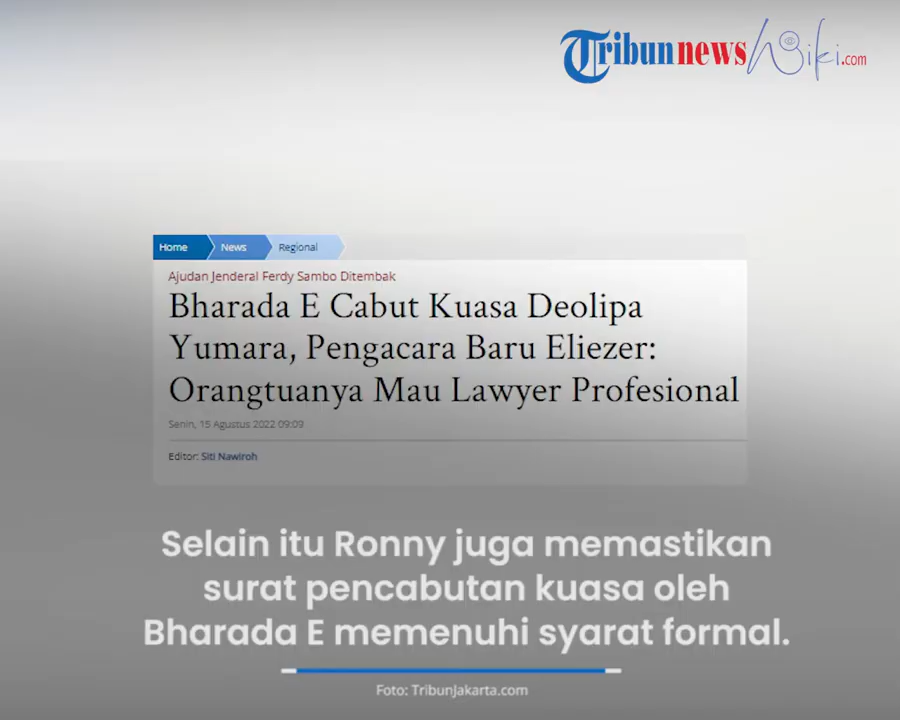 Tribunnews Wiki.com
Home News Regional
Ajudan Jenderal Ferdy Sambo Ditembak
Bharada E Cabut Kuasa Deolipa
Yumara, Pengacara Baru Eliezer:
Orangtuanya Mau Lawyer Profesional
Senin, 15 Agustus 2022 09:09
Editor: Siti Nawiroh
Selain itu Ronny juga memastikan
surat pencabutan kuasa oleh
Bharada E memenuhi syarat formal.
Foto: TribunJakarta.com